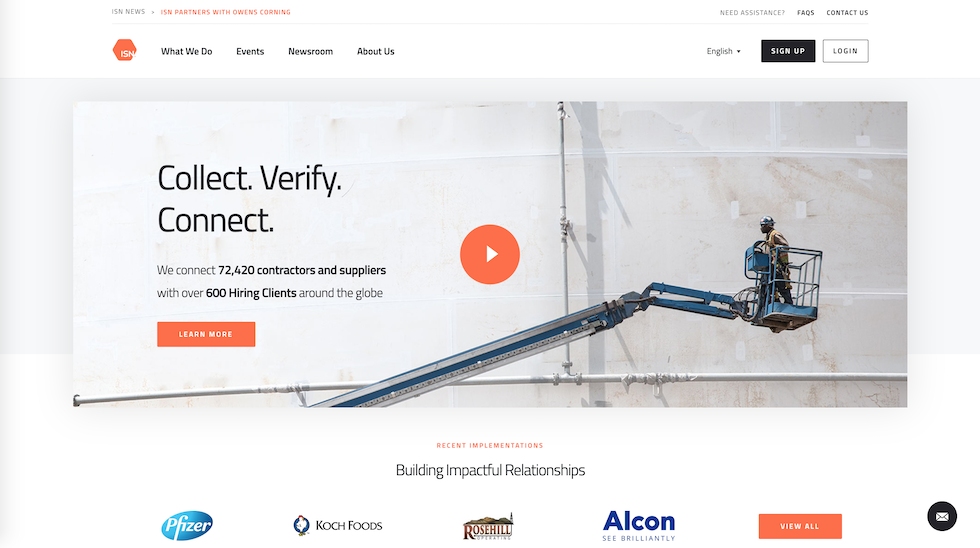 ISN NEWS » ISN PARTNERS WITH OWENS CORNING
NEED ASSISTANCE? FAQS CONTACT US
ISN
What We Do Events Newsroom About Us
English
SIGN UP
LOGIN
Collect. Verify.
Connect.
We connect 72,420 contractors and suppliers
with over 600 Hiring Clients around the globe
LEARN MORE
RECENT IMPLEMENTATIONS
Building Impactful Relationships
Pfizer
KOCH FOODS
ROSEHILL
OPERATING
Alcon
SEE BRILLIANTLY
VIEW ALL